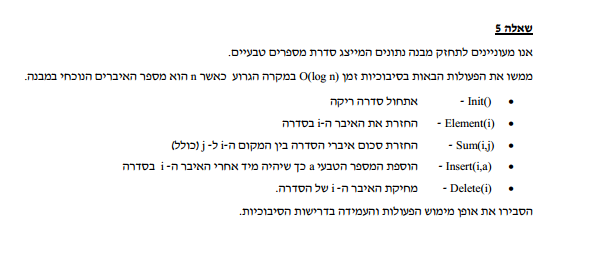 שאלה 5
אנו מעוניינים לתחזק מבנה נתונים המייצג סדרת מספרים טבעיים.
ממשו את הפעולות הבאות בסיבוכיות זמן O(log n) במקרה הגרוע כאשר n הוא מספר האיברים הנוכחי במבנה.
• Init() - אתחול סדרה ריקה
• Element(i) - החזרת את האיבר ה-i בסדרה
• Sum(i,j) - החזרת סכום איברי הסדרה בין המקום ה-i ל- j (כולל)
• Insert(i,a) - הוספת המספר הטבעי a כך שיהיה מיד אחרי האיבר ה- i בסדרה
• Delete(i) - מחיקת האיבר ה- i של הסדרה.
הסבירו את אופן מימוש הפעולות והעמידה בדרישות הסיבוכיות.